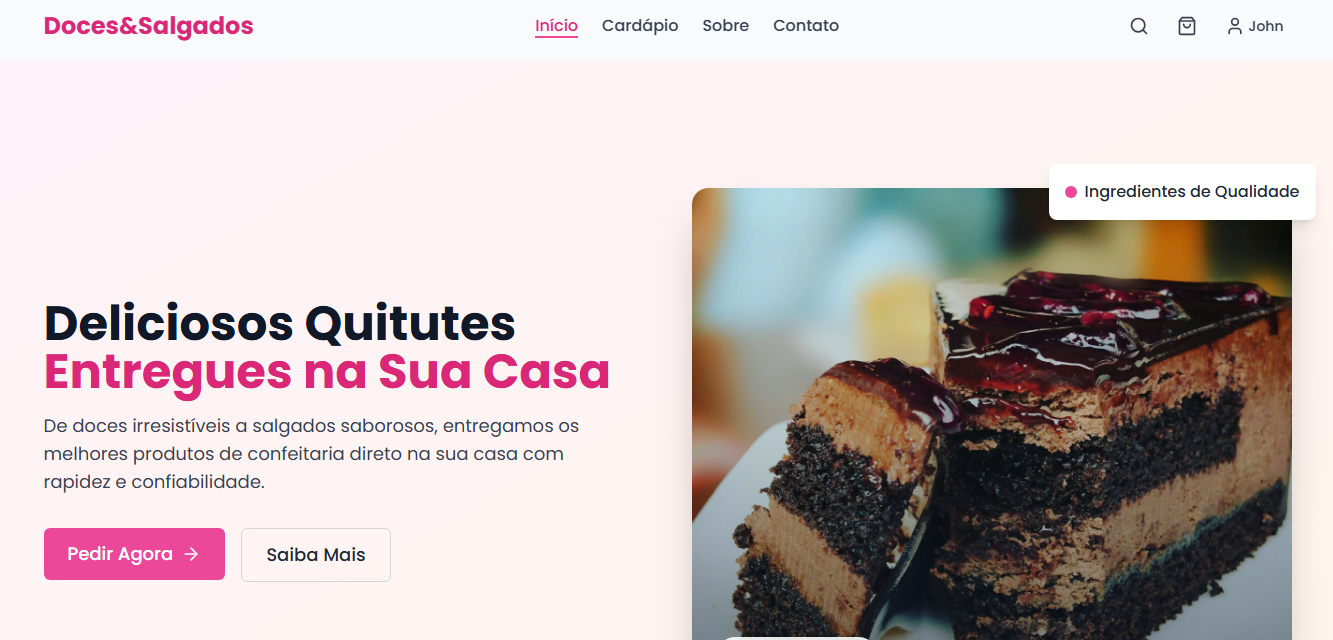 Doces&Salgados
Início
Cardápio
Sobre
Contato
John
Ingredientes de Qualidade
Deliciosos Quitutes
Entregues na Sua Casa
De doces irresistíveis a salgados saborosos, entregamos os
melhores produtos de confeitaria direto na sua casa com
rapidez e confiabilidade.
Pedir Agora
Saiba Mais